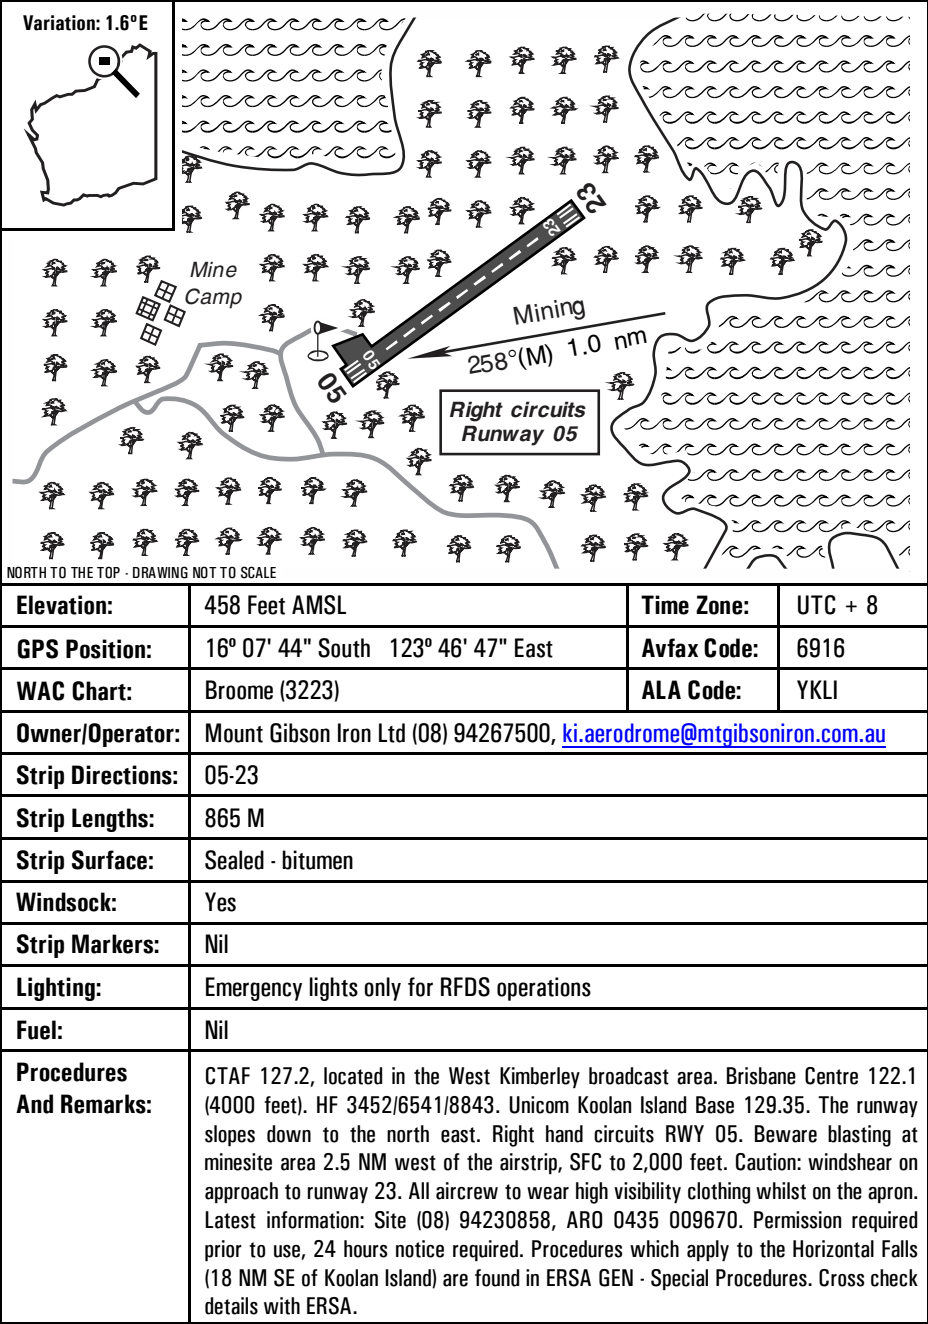 Variation: 1.6º E
23
23
Mine
Camp
Mining
258°(M) 1.0 nm
05
05
Right circuits
Runway 05
NORTH TO THE TOP - DRAWING NOT TO SCALE
Elevation: 458 Feet AMSL Time Zone: UTC + 8
GPS Position: 16º 07' 44" South 123º 46' 47" East Avfax Code: 6916
WAC Chart: Broome (3223) ALA Code: YKLI
Owner/Operator: Mount Gibson Iron Ltd (08) 94267500, ki.aerodrome@mtgibsoniron.com.au
Strip Directions: 05-23
Strip Lengths: 865 M
Strip Surface: Sealed - bitumen
Windsock: Yes
Strip Markers: Nil
Lighting: Emergency lights only for RFDS operations
Fuel: Nil
Procedures
And Remarks:
CTAF 127.2, located in the West Kimberley broadcast area. Brisbane Centre 122.1
(4000 feet). HF 3452/6541/8843. Unicom Koolan Island Base 129.35. The runway
slopes down to the north east. Right hand circuits RWY 05. Beware blasting at
minesite area 2.5 NM west of the airstrip, SFC to 2,000 feet. Caution: windshear on
approach to runway 23. All aircrew to wear high visibility clothing whilst on the apron.
Latest information: Site (08) 94230858, ARO 0435 009670. Permission required
prior to use, 24 hours notice required. Procedures which apply to the Horizontal Falls
(18 NM SE of Koolan Island) are found in ERSA GEN - Special Procedures. Cross check
details with ERSA.